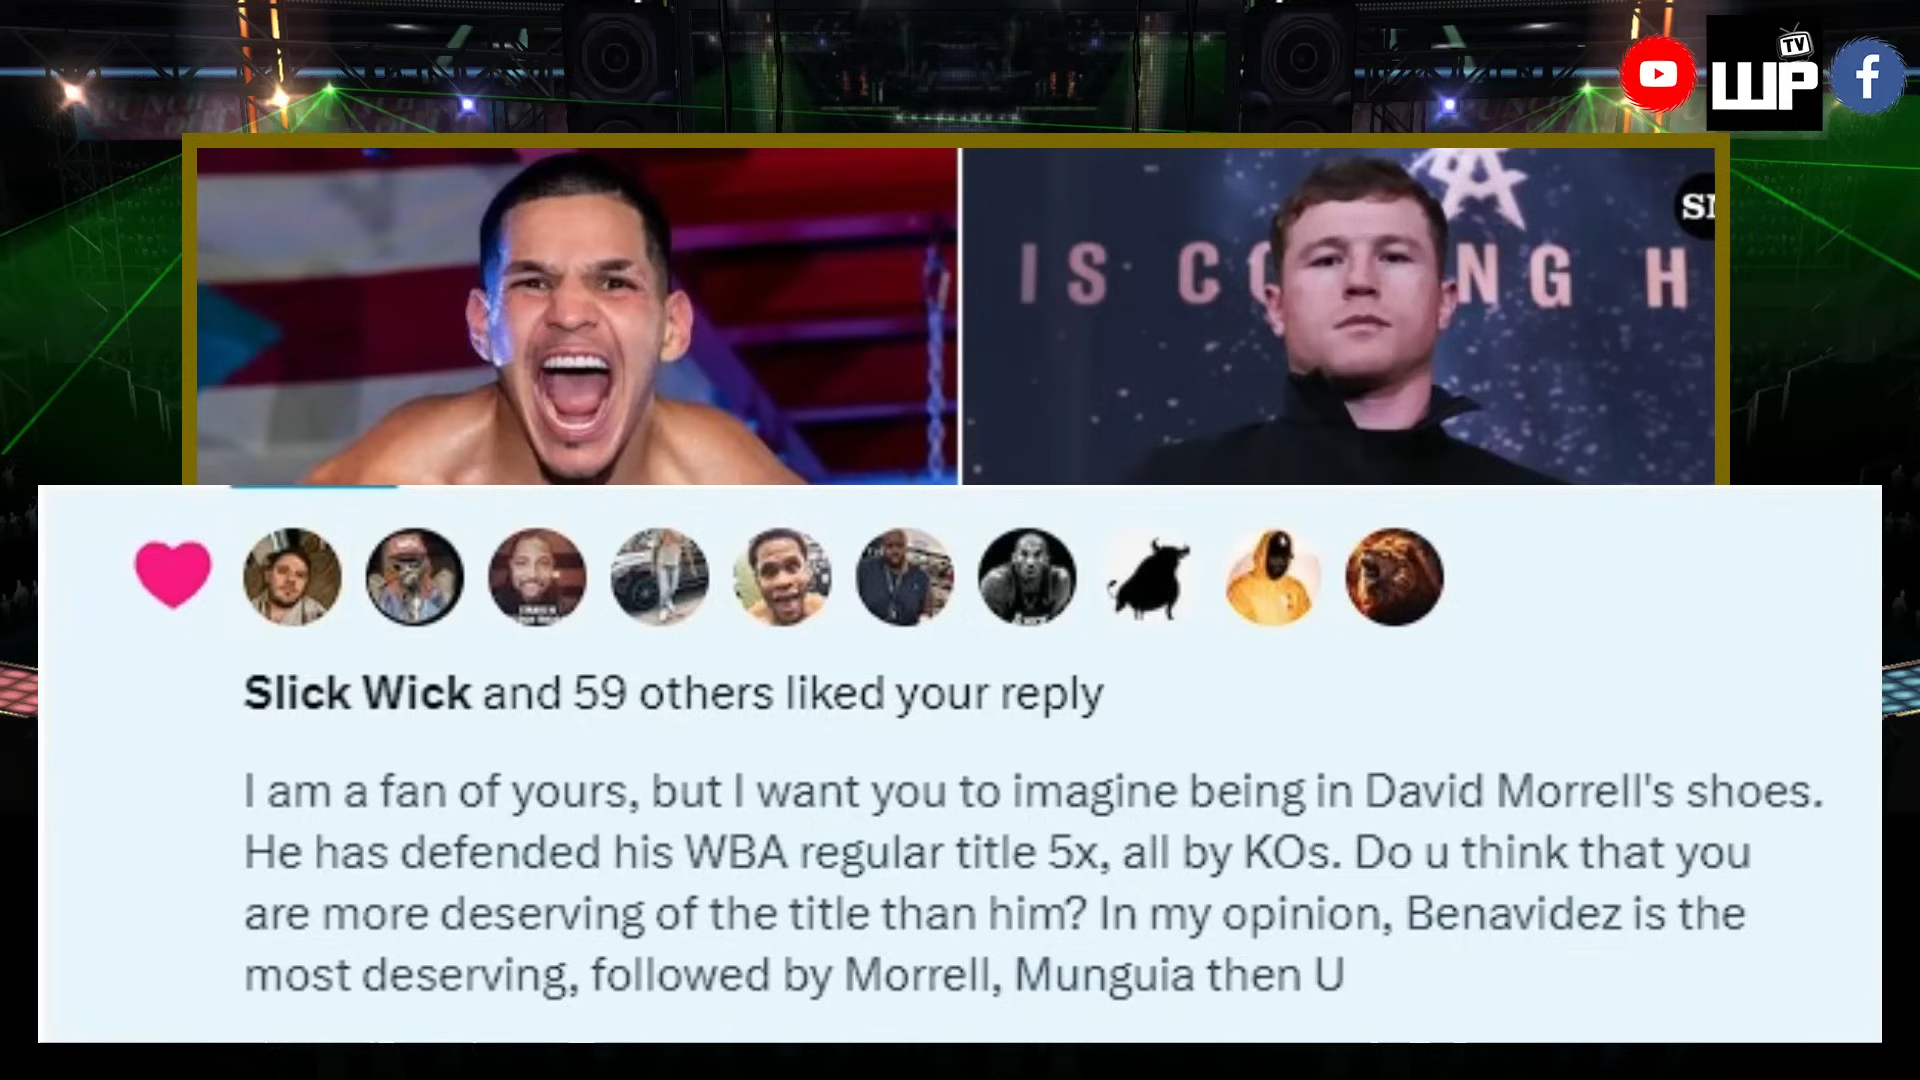 TV
WP
f
SH
IS COMING H
Slick Wick and 59 others liked your reply
I am a fan of yours, but I want you to imagine being in David Morrell's shoes.
He has defended his WBA regular title 5x, all by KOs. Do u think that you
are more deserving of the title than him? In my opinion, Benavidez is the
most deserving, followed by Morrell, Munguia then U